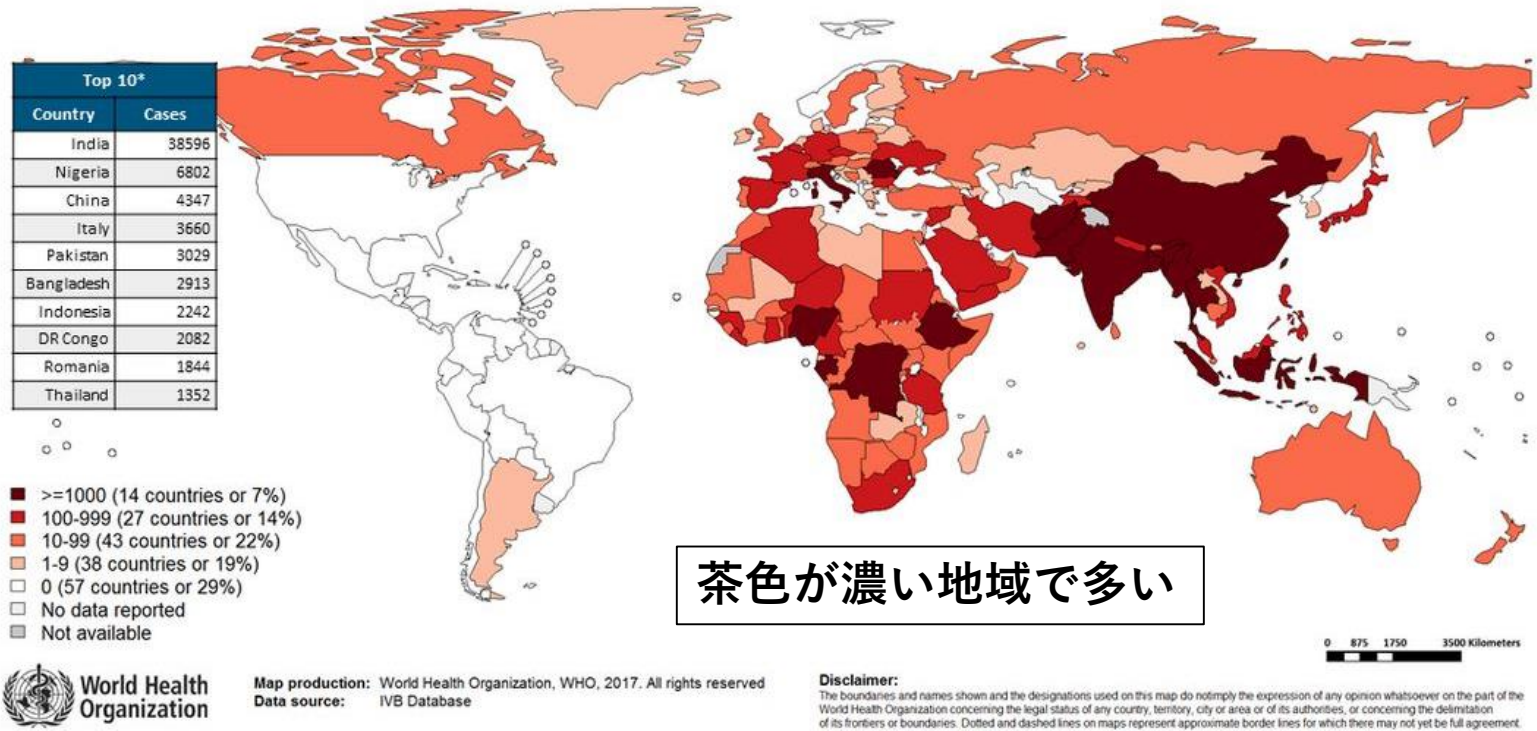 Top 10*
Country Cases
India 38596
Nigeria 6802
China 4347
Italy 3660
Pakistan 3029
Bangladesh 2913
Indonesia 2242
DR Congo 2082
Romania 1844
Thailand 1352
>=1000 (14 countries or 7%)
100-999 (27 countries or 14%)
10-99 (43 countries or 22%)
1-9 (38 countries or 19%)
0 (57 countries or 29%)
No data reported
Not available
茶色が濃い地域で多い
0 875 1750 3500 Kilometers
World Health
Organization
Map production: World Health Organization, WHO, 2017. All rights reserved
Data source: IVB Database
Disclaimer:
The boundaries and names shown and the designations used on this map do notimply the expression of any opinion whatsoever on the part of the
World Health Organization concerning the legal status of any country, territory, city or area or of its authorities, or concerning the delimitation
of its frontiers or boundaries. Dotted and dashed lines on maps represent approximate border lines for which there may not yet be full agreement.